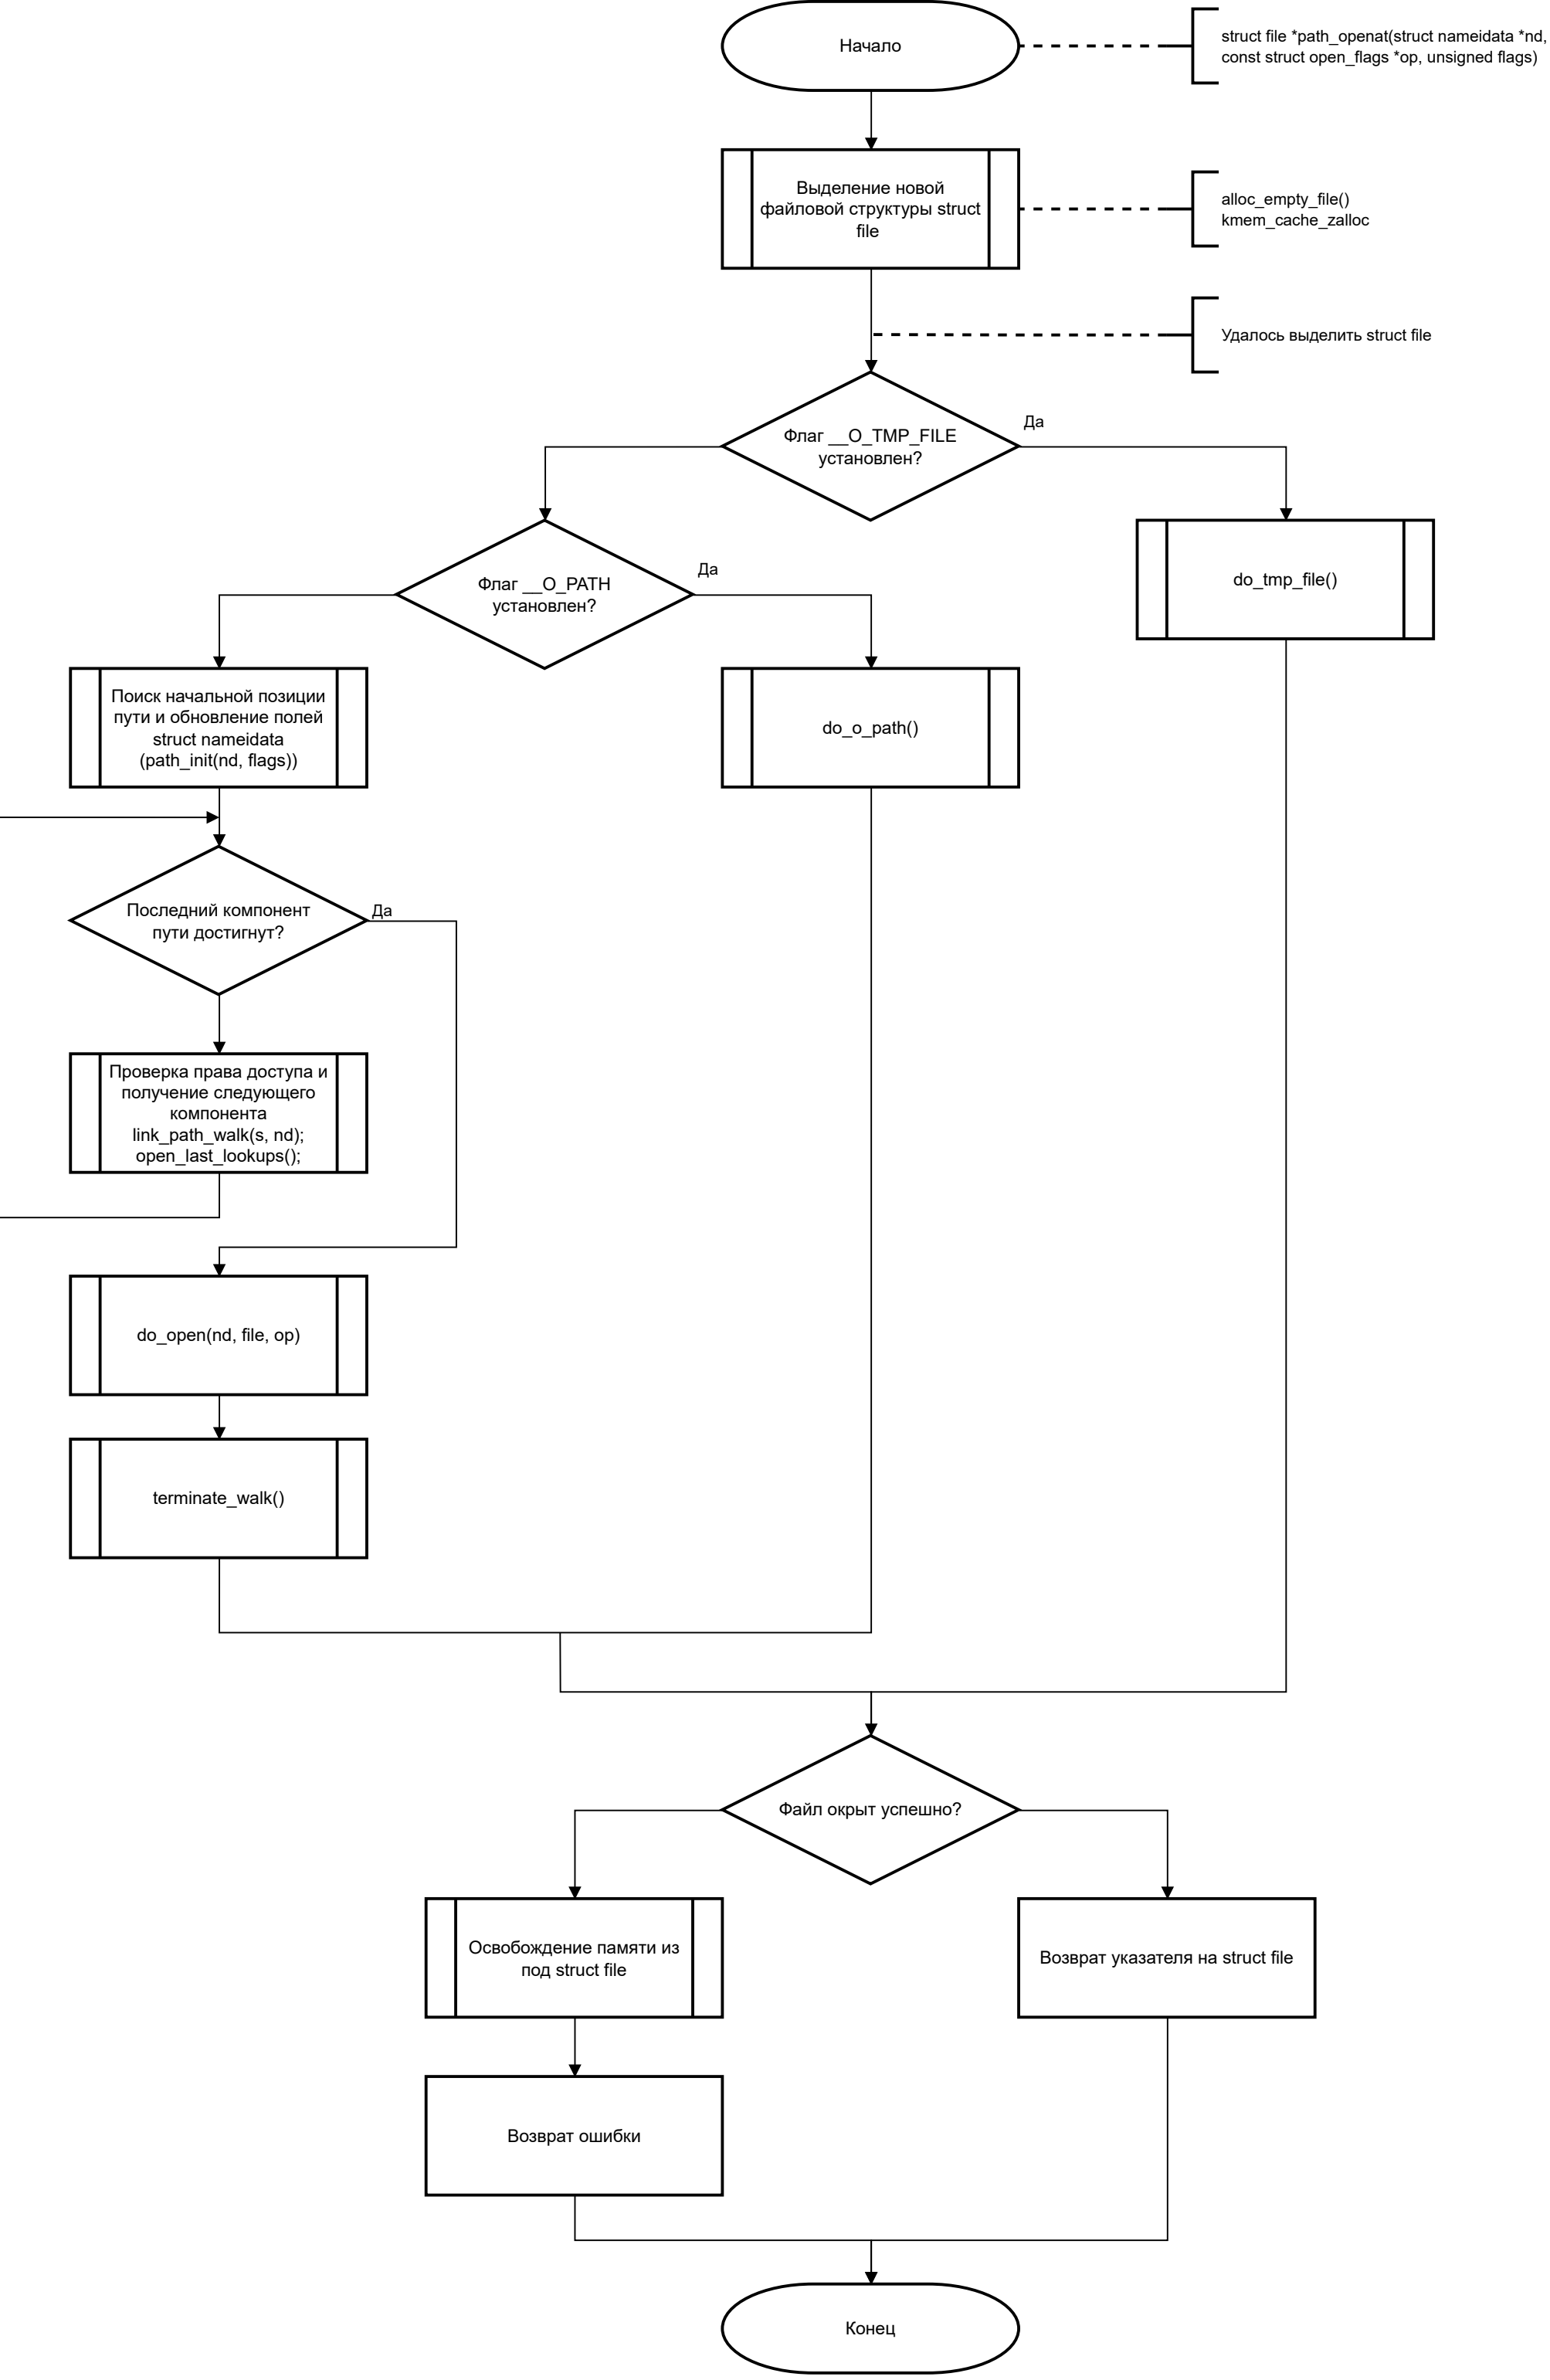 Начало
struct file *path_openat(struct nameidata *nd,
const struct open_flags *op, unsigned flags)
Выделение новой
файловой структуры struct
file
alloc_empty_file()
kmem_cache_zalloc
Удалось выделить struct file
Флаг __O_TMP_FILE
установлен?
Да
Флаг __O_PATH
установлен?
Да
do_tmp_file()
Поиск начальной позиции
пути и обновление полей
struct nameidata
(path_init(nd, flags))
do_o_path()
Последний компонент
пути достигнут?
Да
Проверка права доступа и
получение следующего
компонента
link_path_walk(s, nd);
open_last_lookups();
do_open(nd, file, op)
terminate_walk()
Файл окрыт успешно?
Освобождение памяти из
под struct file
Возврат указателя на struct file
Возврат ошибки
Конец